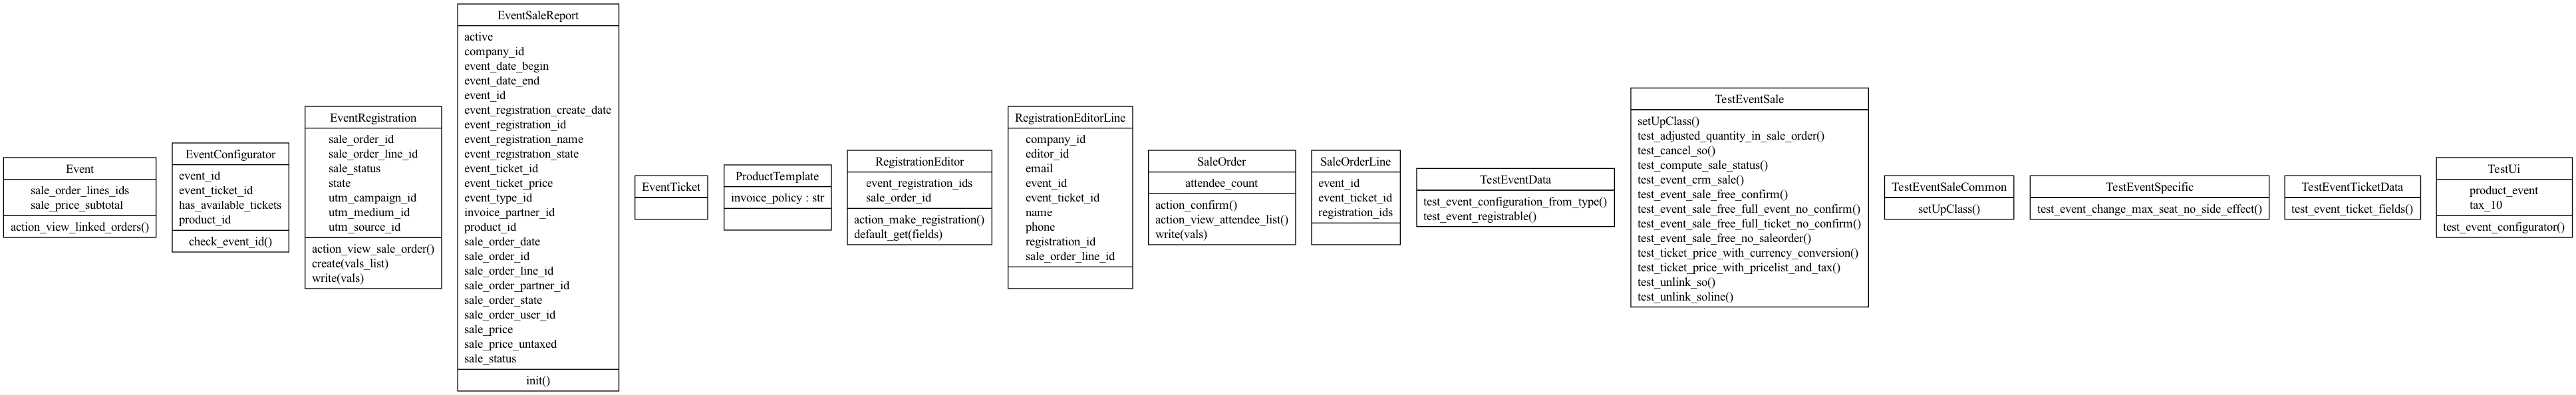 Event
sale_order_lines_ids
sale_price_subtotal
action_view_linked_orders()
EventConfigurator
event_id
event_ticket_id
has_available_tickets
product_id
check_event_id()
EventRegistration
sale_order_id
sale_order_line_id
sale_status
state
utm_campaign_id
utm_medium_id
utm_source_id
action_view_sale_order()
create(vals_list)
write(vals)
EventSaleReport
active
company_id
event_date_begin
event_date_end
event_id
event_registration_create_date
event_registration_id
event_registration_name
event_registration_state
event_ticket_id
event_ticket_price
event_type_id
invoice_partner_id
product_id
sale_order_date
sale_order_id
sale_order_line_id
sale_order_partner_id
sale_order_state
sale_order_user_id
sale_price
sale_price_untaxed
sale_status
init()
EventTicket
ProductTemplate
invoice_policy : str
RegistrationEditor
event_registration_ids
sale_order_id
action_make_registration()
default_get(fields)
RegistrationEditorLine
company_id
editor_id
email
event_id
event_ticket_id
name
phone
registration_id
sale_order_line_id
SaleOrder
attendee_count
action_confirm()
action_view_attendee_list()
write(vals)
SaleOrderLine
event_id
event_ticket_id
registration_ids
TestEventData
test_event_configuration_from_type()
test_event_registrable()
TestEventSale
setUpClass()
test_adjusted_quantity_in_sale_order()
test_cancel_so()
test_compute_sale_status()
test_event_crm_sale()
test_event_sale_free_confirm()
test_event_sale_free_full_event_no_confirm()
test_event_sale_free_full_ticket_no_confirm()
test_event_sale_free_no_saleorder()
test_ticket_price_with_currency_conversion()
test_ticket_price_with_pricelist_and_tax()
test_unlink_so()
test_unlink_soline()
TestEventSaleCommon
setUpClass()
TestEventSpecific
test_event_change_max_seat_no_side_effect()
TestEventTicketData
test_event_ticket_fields()
TestUi
product_event
tax_10
test_event_configurator()